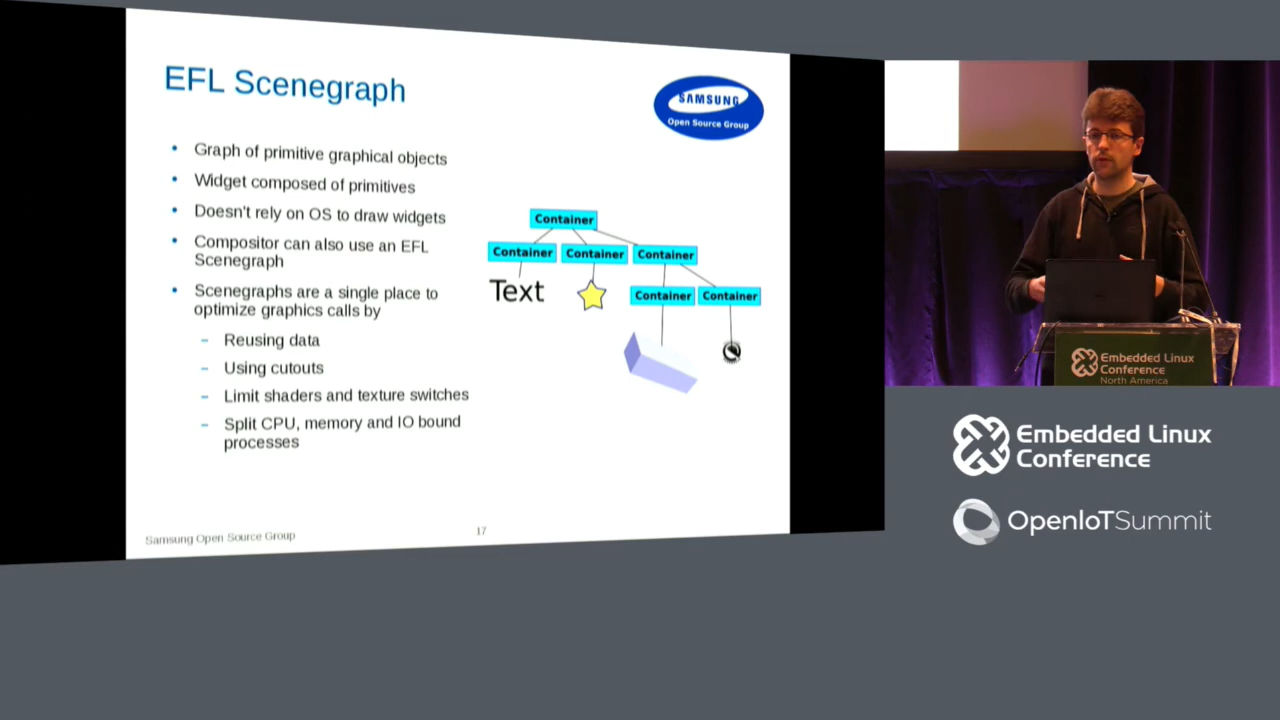 EFL Scenegraph
SAMSUNG
Open Source Group
Graph of primitive graphical objects
Widget composed of primitives
Doesn't rely on OS to draw widgets
Compositor can also use an EFL
Scenegraph
Scenegraphs are a single place to
optimize graphics calls by
– Reusing data
– Using cutouts
– Limit shaders and texture switches
– Split CPU, memory and IO bound
processes
Container
Container
Container
Container
Text
Container
Container
Samsung Open Source Group
17
Embedded Linux
Conference
North America
Embedded Linux
Conference
OpenIoTSummit